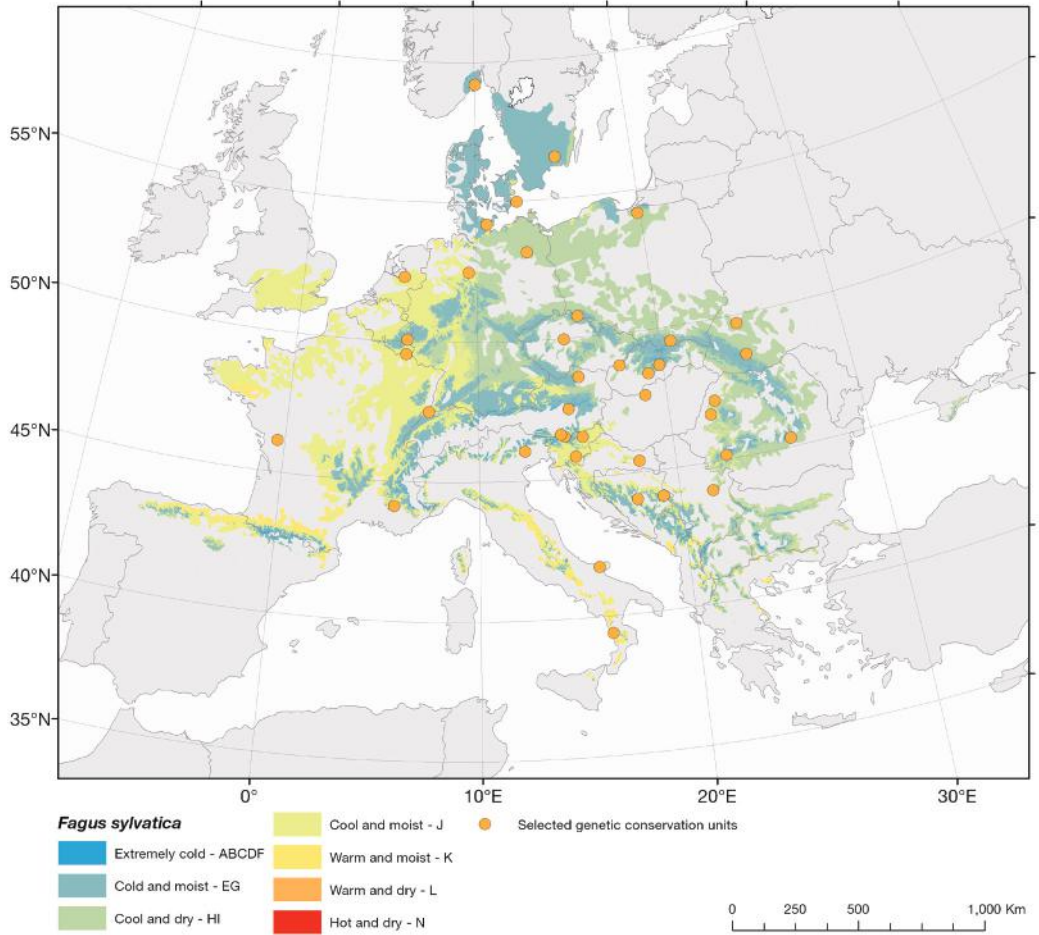 55°N
50°N
45°N
40°N
35°N
0°
10°E
20°E
30°E
Fagus sylvatica
Extremely cold - ABCDF
Cold and moist - EG
Cool and dry - HI
Cool and moist - J
Warm and moist - K
Warm and dry - L
Hot and dry - N
Selected genetic conservation units
0 250 500 1,000 Km